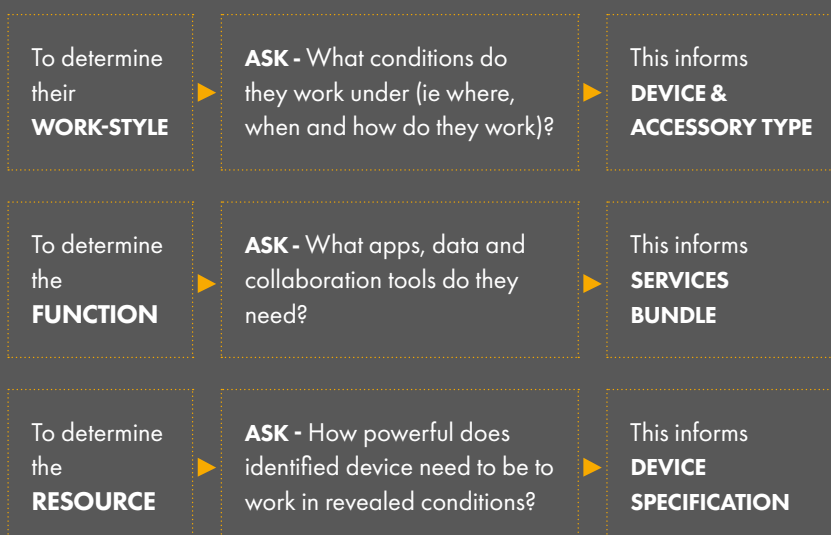 To determine
their
WORK-STYLE
ASK - What conditions do
they work under (ie where,
when and how do they work)?
This informs
DEVICE &
ACCESSORY TYPE
To determine
the
FUNCTION
ASK - What apps, data and
collaboration tools do they
need?
This informs
SERVICES
BUNDLE
To determine
the
RESOURCE
ASK - How powerful does
identified device need to be to
work in revealed conditions?
This informs
DEVICE
SPECIFICATION